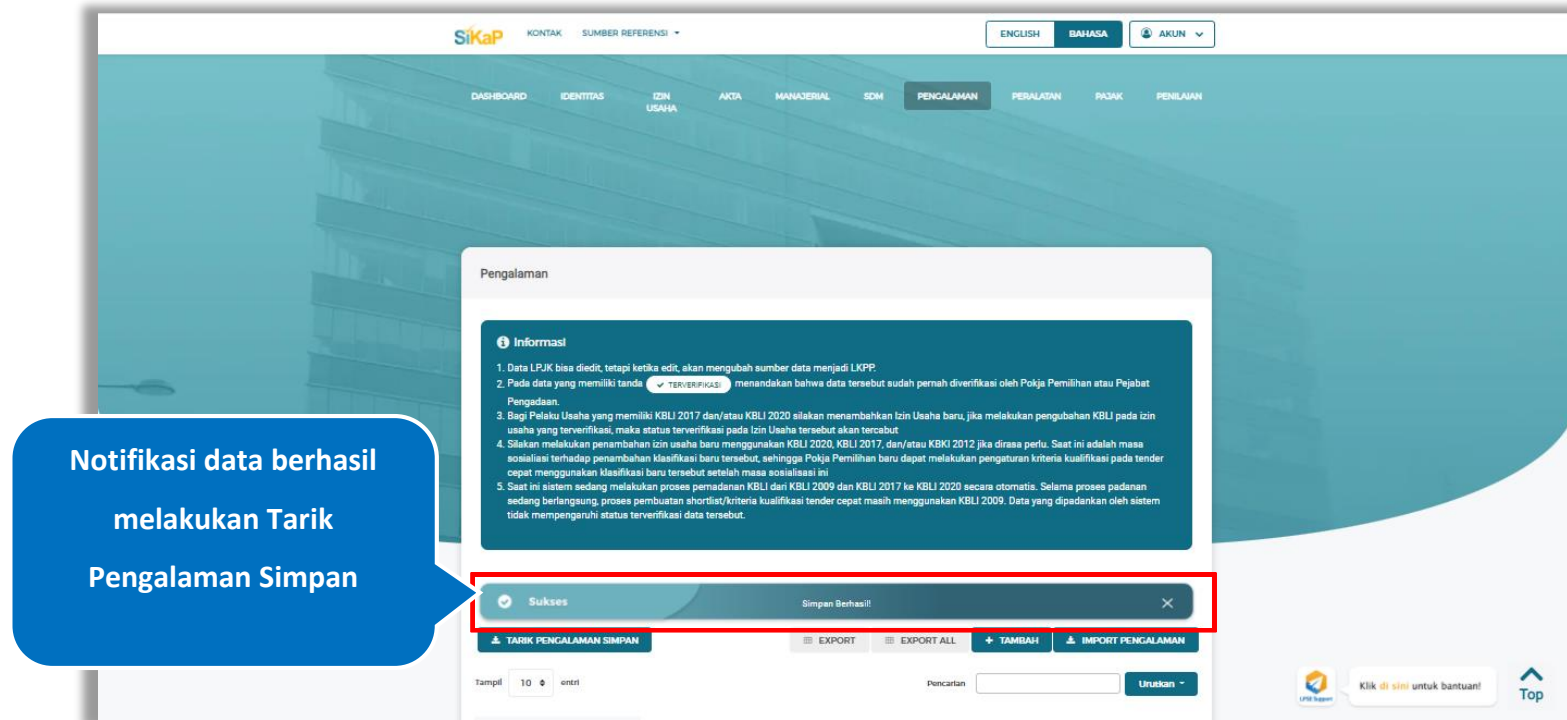 SiKaP KONTAK SUMBER REFERENSI ENGLISH BAHASA AKUN
DASHBOARD IDENTITAS IZIN USAHA AKTA MANAJERIAL SDM PENGALAMAN PERALATAN PAJAK PENILAIAN
Pengalaman
Informasi
1. Data LPJK bisa diedit, tetapi ketika edit, akan mengubah sumber data menjadi LKPP.
2. Pada data yang memiliki tanda TERVERIFIKASI menandakan bahwa data tersebut sudah pernah diverifikasi oleh Pokja Pemilihan atau Pejabat
Pengadaan.
3. Bagi Pelaku Usaha yang memiliki KBLI 2017 dan/atau KBLI 2020 silakan menambahkan Izin Usaha baru, jika melakukan pengubahan KBLI pada izin
usaha yang terverifikasi, maka status terverifikasi pada Izin Usaha tersebut akan tercabut
4. Silakan melakukan penambahan izin usaha baru menggunakan KBLI 2020, KBLI 2017, dan/atau KBKI 2012 jika dirasa perlu. Saat ini adalah masa
sosialiasi terhadap penambahan klasifikasi baru tersebut, sehingga Pokja Pemilihan baru dapat melakukan pengaturan kriteria kualifikasi pada tender
cepat menggunakan klasifikasi baru tersebut setelah masa sosialisasi ini
5. Saat ini sistem sedang melakukan proses pemadanan KBLI dari KBLI 2009 dan KBLI 2017 ke KBLI 2020 secara otomatis. Selama proses padanan
sedang berlangsung, proses pembuatan shortlist/kriteria kualifikasi tender cepat masih menggunakan KBLI 2009. Data yang dipadankan oleh sistem
tidak mempengaruhi status terverifikasi data tersebut.
Notifikasi data berhasil
melakukan Tarik
Pengalaman Simpan
Sukses Simpan Berhasil!
TARIK PENGALAMAN SIMPAN EXPORT EXPORT ALL + TAMBAH IMPORT PENGALAMAN
Tampil 10 entri Pencarian Urutkan
LPSE Support Klik di sini untuk bantuan! Top